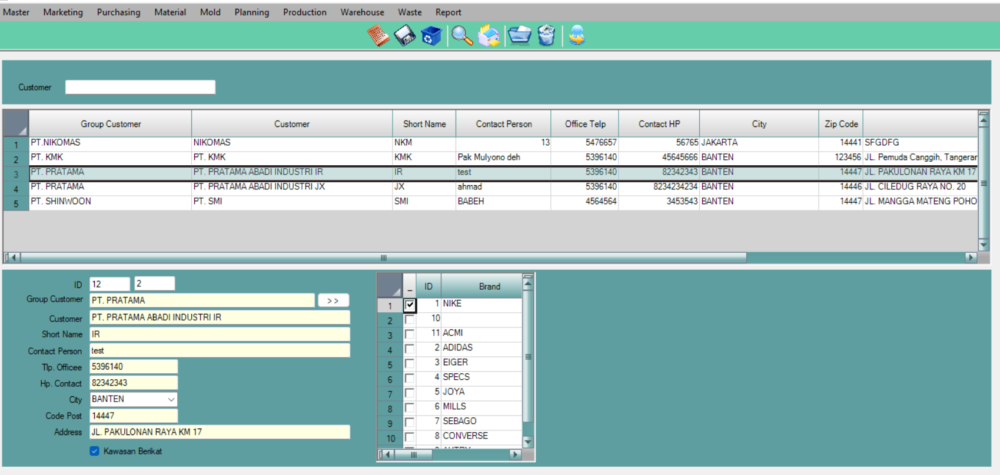 Master Marketing Purchasing Material Mold Planning Production Warehouse Waste Report
Customer
Group Customer Customer Short Name Contact Person Office Telp Contact HP City Zip Code
1 PT.NIKOMAS NIKOMAS NKM 13 5476657 56765 JAKARTA 14441 SFGDFG
2 PT. KMK PT. KMK KMK Pak Mulyono deh 5396140 45645666 BANTEN 123456 JL. Pemuda Canggih, Tangeran
3 PT. PRATAMA PT. PRATAMA ABADI INDUSTRI IR IR test 5396140 82342343 BANTEN 14447 JL. PAKULONAN RAYA KM 17
4 PT. PRATAMA PT. PRATAMA ABADI INDUSTRI JX JX ahmad 5396140 8234234234 BANTEN 14446 JL. CILEDUG RAYA NO. 20
5 PT. SHINWOON PT. SMI SMI BABEH 4564564 3453543 BANTEN 14447 JL. MANGGA MATENG POHO
ID 12 2
Group Customer PT. PRATAMA >>
Customer PT. PRATAMA ABADI INDUSTRI IR
Short Name IR
Contact Person test
Tlp. Officee 5396140
Hp. Contact 82342343
City BANTEN
Code Post 14447
Address JL. PAKULONAN RAYA KM 17
Kawasan Berikat
_ ID Brand
1 1 NIKE
2 10
3 11 ACMI
4 2 ADIDAS
5 3 EIGER
6 4 SPECS
7 5 JOYA
8 6 MILLS
9 7 SEBAGO
10 8 CONVERSE